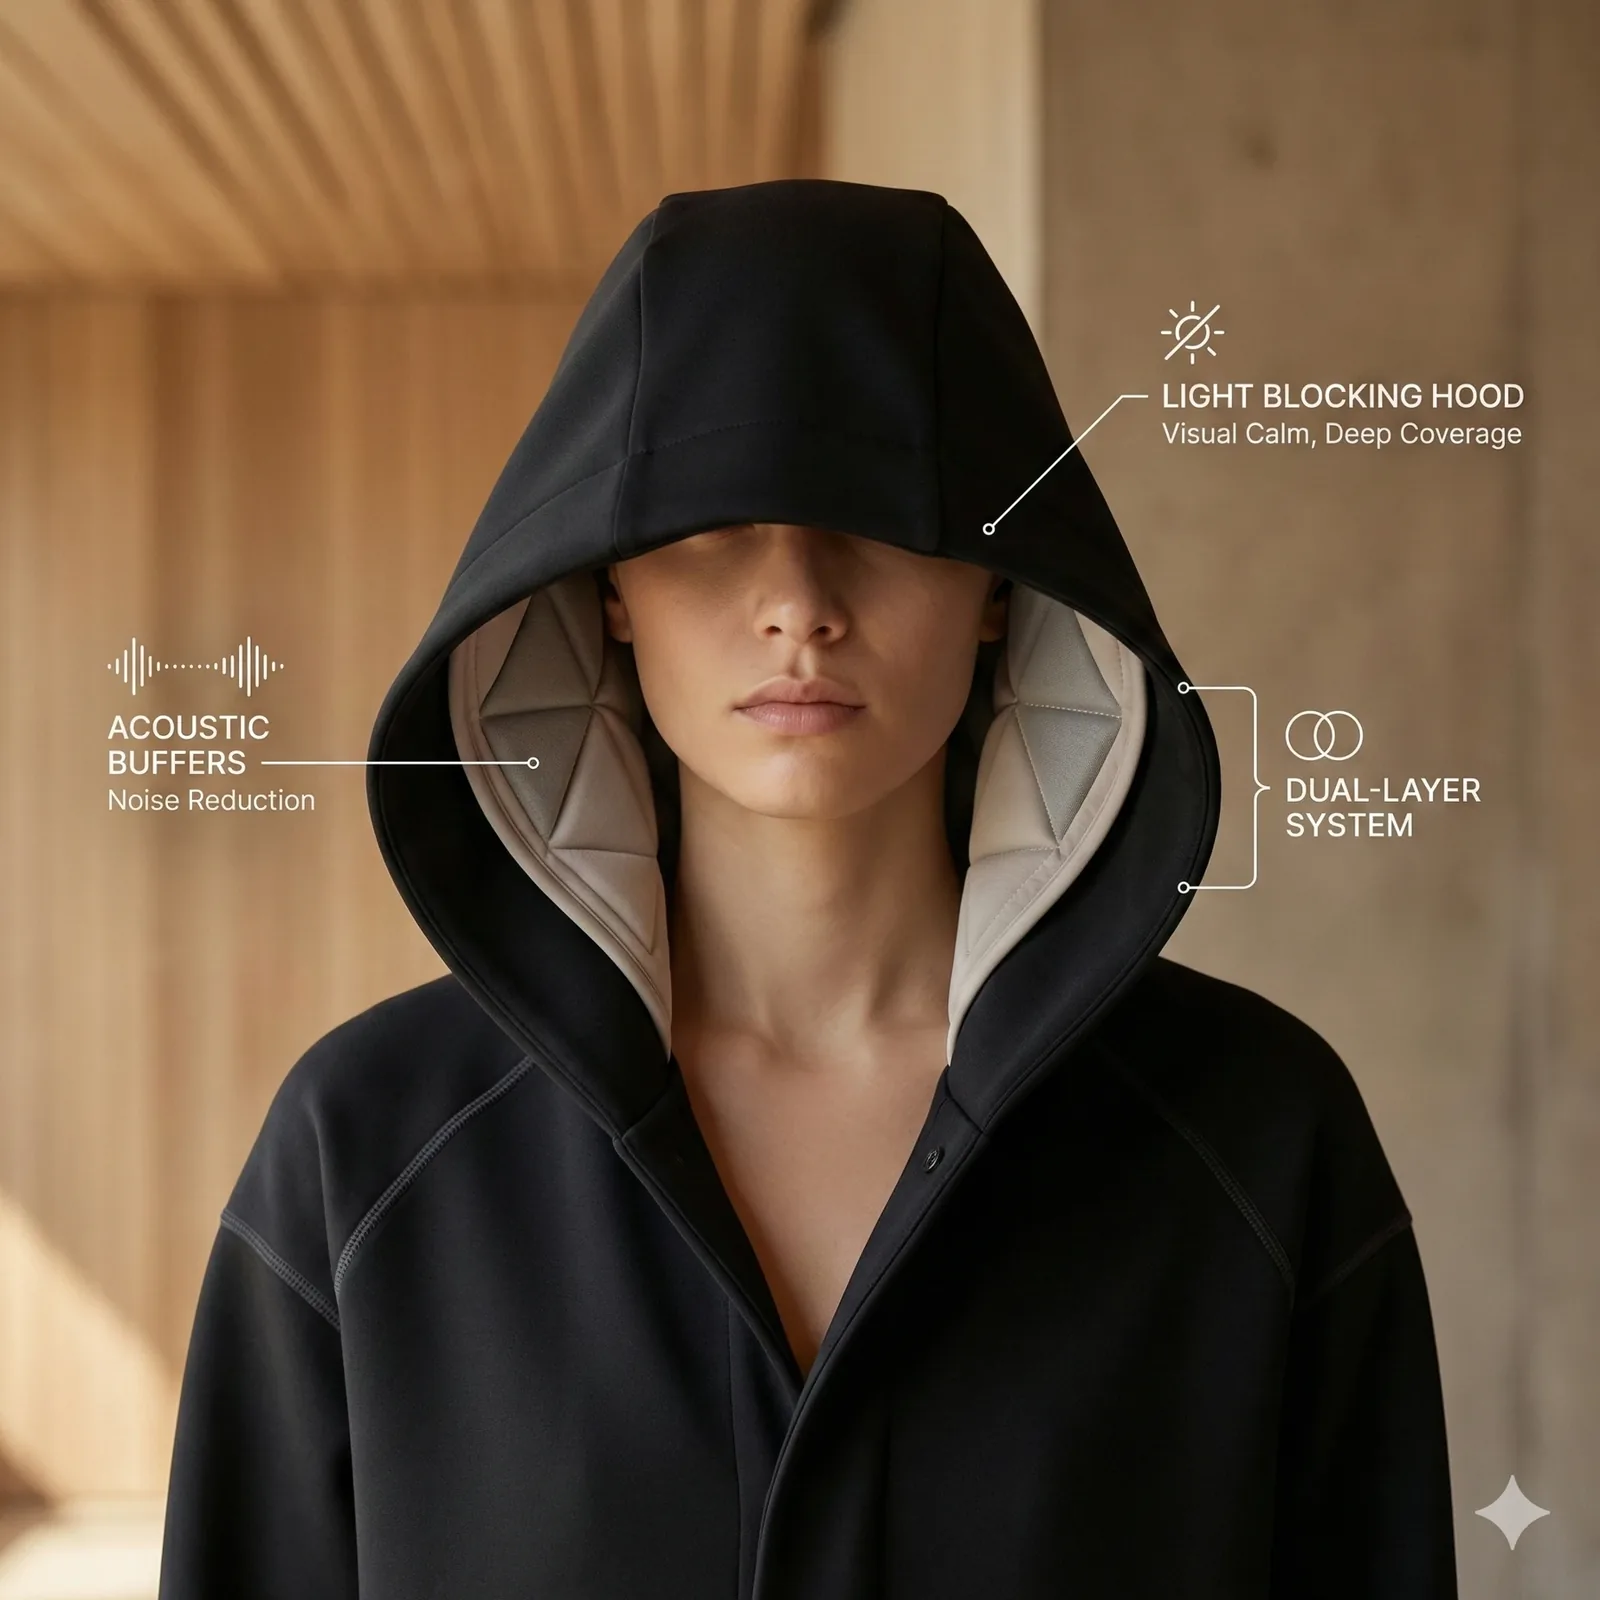 LIGHT BLOCKING HOOD
Visual Calm, Deep Coverage
ACOUSTIC
BUFFERS
Noise Reduction
DUAL-LAYER
SYSTEM